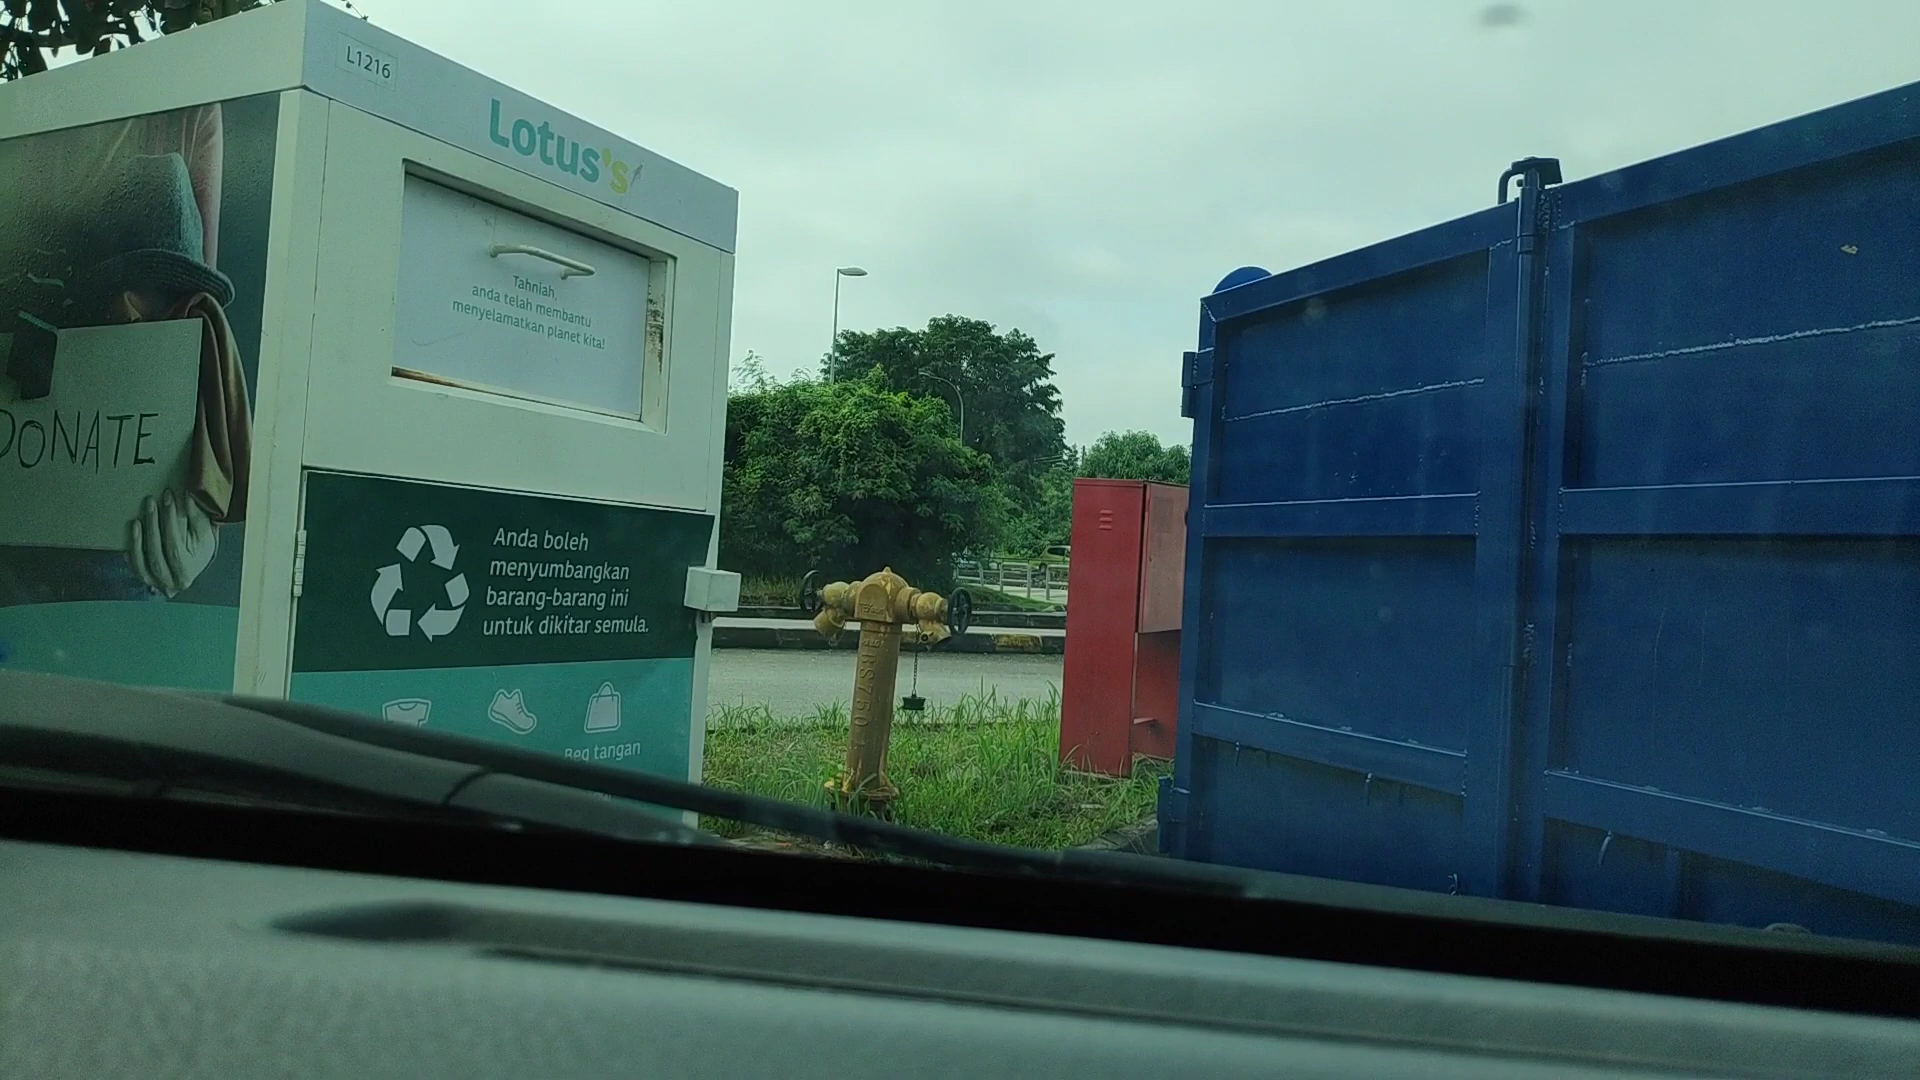 L1216
Lotus's
Tahniah,
anda telah membantu
menyelamatkan planet kita!
DONATE
Anda boleh
menyumbangkan
barang-barang ini
untuk dikitar semula.
Beg tangan
RS750